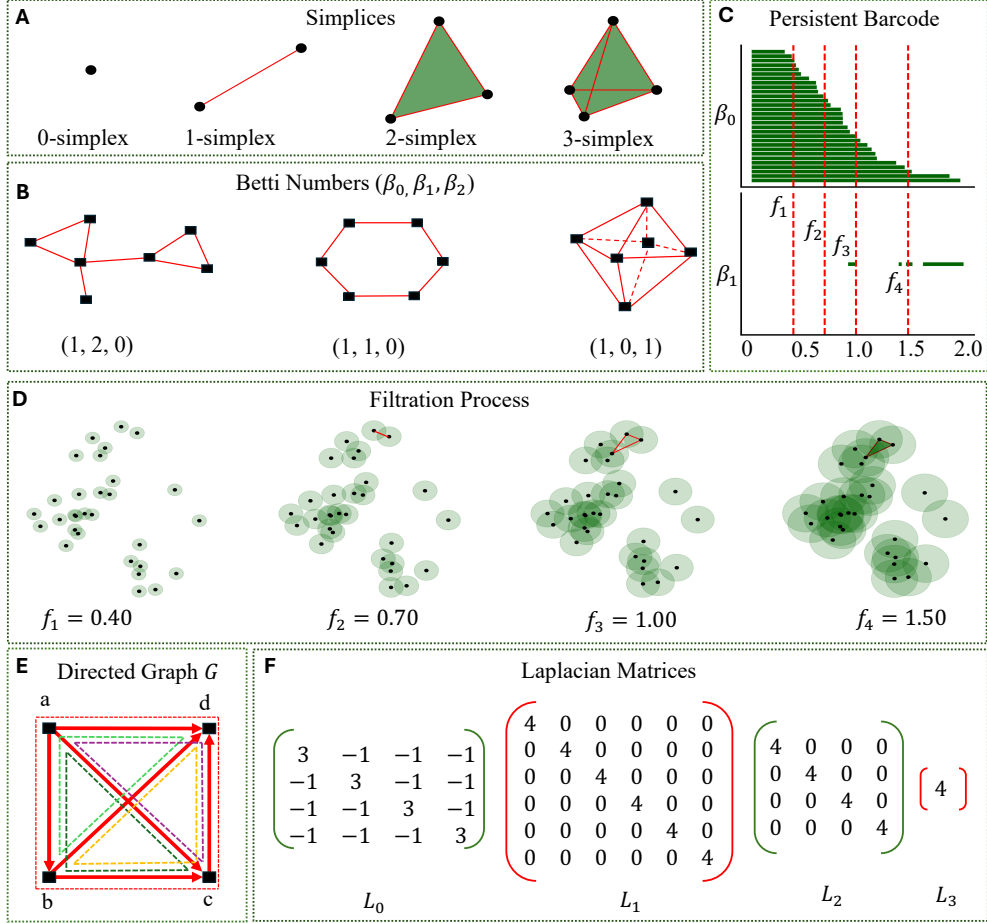 A
Simplices
0-simplex
1-simplex
2-simplex
3-simplex
B
Betti Numbers (β₀, β₁, β₂)
(1, 2, 0)
(1, 1, 0)
(1, 0, 1)
C
Persistent Barcode
β₀
f₁
f₂
f₃
f₄
β₁
0 0.5 1.0 1.5 2.0
D
Filtration Process
f₁ = 0.40
f₂ = 0.70
f₃ = 1.00
f₄ = 1.50
E
Directed Graph G
a
d
b
c
F
Laplacian Matrices
3 −1 −1 −1
−1 3 −1 −1
−1 −1 3 −1
−1 −1 −1 3
L₀
4 0 0 0 0 0
0 4 0 0 0 0
0 0 4 0 0 0
0 0 0 4 0 0
0 0 0 0 4 0
0 0 0 0 0 4
L₁
4 0 0 0
0 4 0 0
0 0 4 0
0 0 0 4
L₂
4
L₃